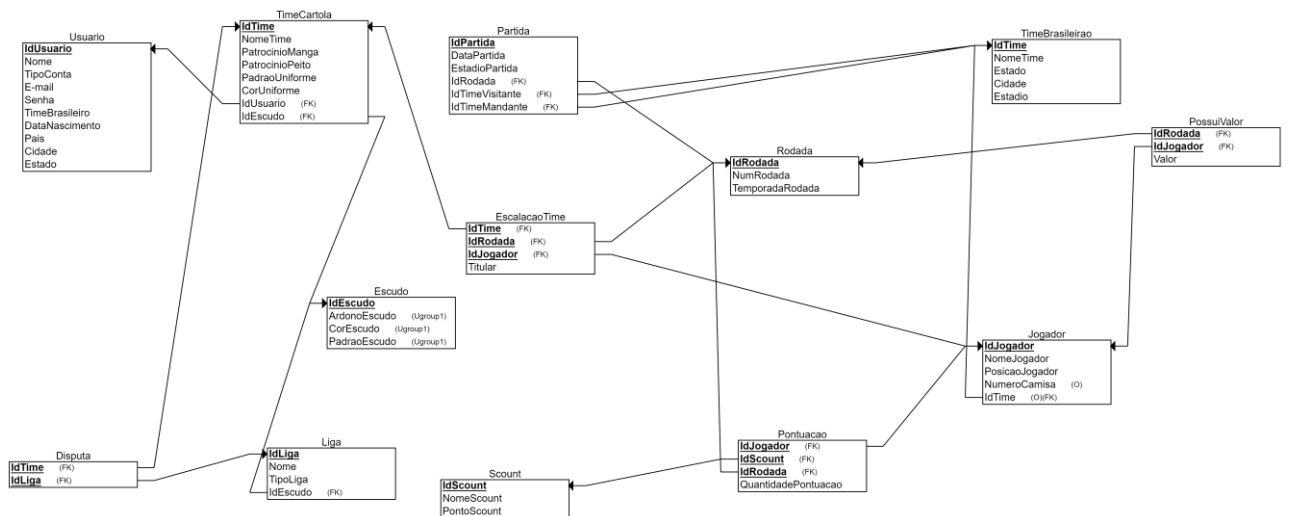 Usuario
IdUsuario
Nome
TipoConta
E-mail
Senha
TimeBrasileiro
DataNascimento
Pais
Cidade
Estado
TimeCartola
IdTime
NomeTime
PatrocinioManga
PatrocinioPeito
PadraoUniforme
CorUniforme
IdUsuario (FK)
IdEscudo (FK)
Partida
IdPartida
DataPartida
EstadioPartida
IdRodada (FK)
IdTimeVisitante (FK)
IdTimeMandante (FK)
TimeBrasileirao
IdTime
NomeTime
Estado
Cidade
Estadio
PossuiValor
IdRodada (FK)
IdJogador (FK)
Valor
Rodada
IdRodada
NumRodada
TemporadaRodada
EscalacaoTime
IdTime (FK)
IdRodada (FK)
IdJogador (FK)
Titular
Escudo
IdEscudo
ArdonoEscudo (Ugroup1)
CorEscudo (Ugroup1)
PadraoEscudo (Ugroup1)
Jogador
IdJogador
NomeJogador
PosicaoJogador
NumeroCamisa (O)
IdTime (O)(FK)
Disputa
IdTime (FK)
IdLiga (FK)
Liga
IdLiga
Nome
TipoLiga
IdEscudo (FK)
Scount
IdScount
NomeScount
PontoScount
Pontuacao
IdJogador (FK)
IdScount (FK)
IdRodada (FK)
QuantidadePontuacao